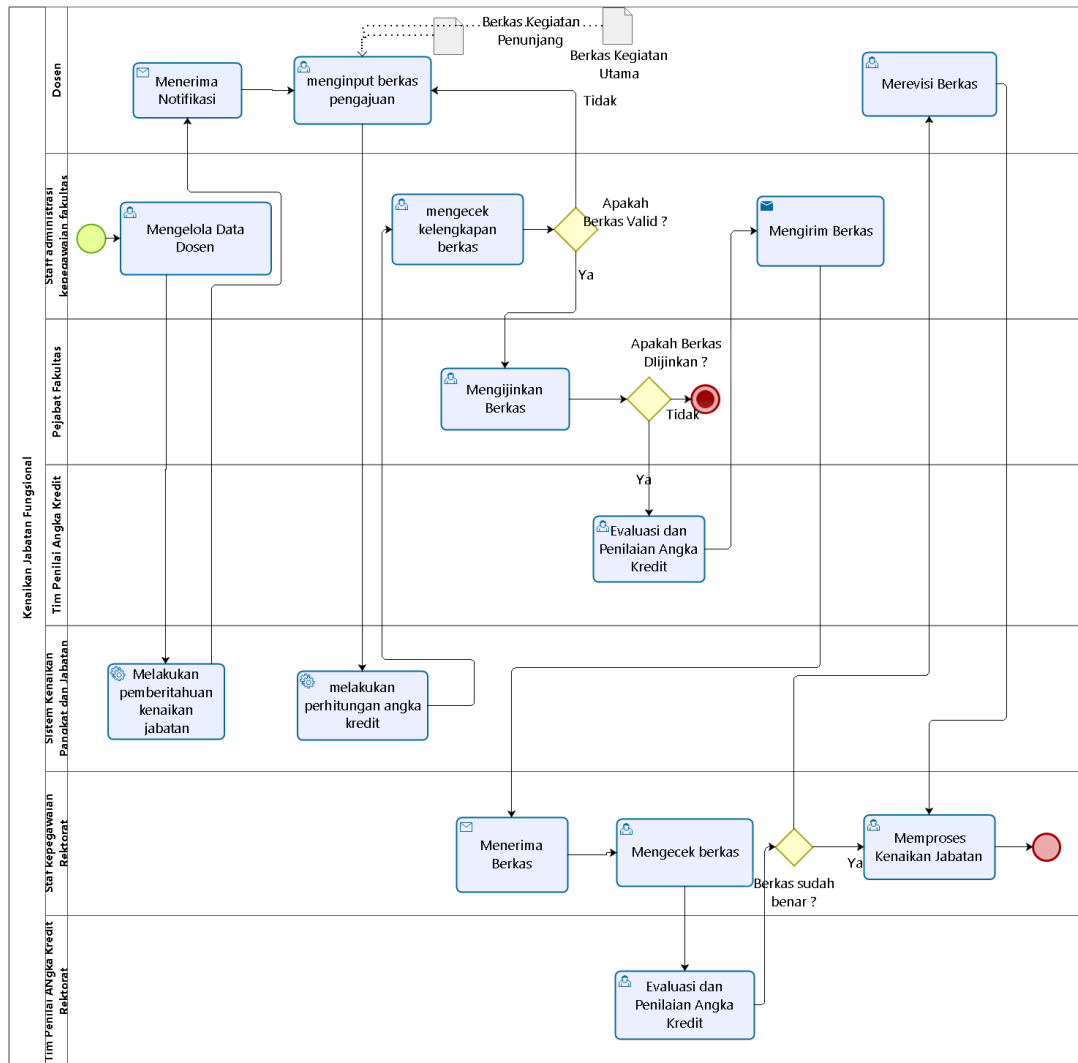 Kenaikan Jabatan Fungsional
Dosen
Berkas Kegiatan
Penunjang
Berkas Kegiatan
Utama
Menerima
Notifikasi
menginput berkas
pengajuan
Tidak
Merevisi Berkas
Staff administrasi
kepegawaian fakultas
Mengelola Data
Dosen
mengecek
kelengkapan
berkas
Apakah
Berkas Valid ?
Ya
Mengirim Berkas
Pejabat Fakultas
Mengijinkan
Berkas
Apakah Berkas
DIijinkan ?
Tidak
Ya
Tim Penilai Angka Kredit
Evaluasi dan
Penilaian Angka
Kredit
Sistem Kenaikan
Pangkat dan Jabatan
Melakukan
pemberitahuan
kenaikan
jabatan
melakukan
perhitungan angka
kredit
Staf Kepegawaian
Rektorat
Menerima
Berkas
Mengecek berkas
Berkas sudah
benar ?
Ya
Memproses
Kenaikan Jabatan
Tim Penilai ANgka Kredit
Rektorat
Evaluasi dan
Penilaian Angka
Kredit